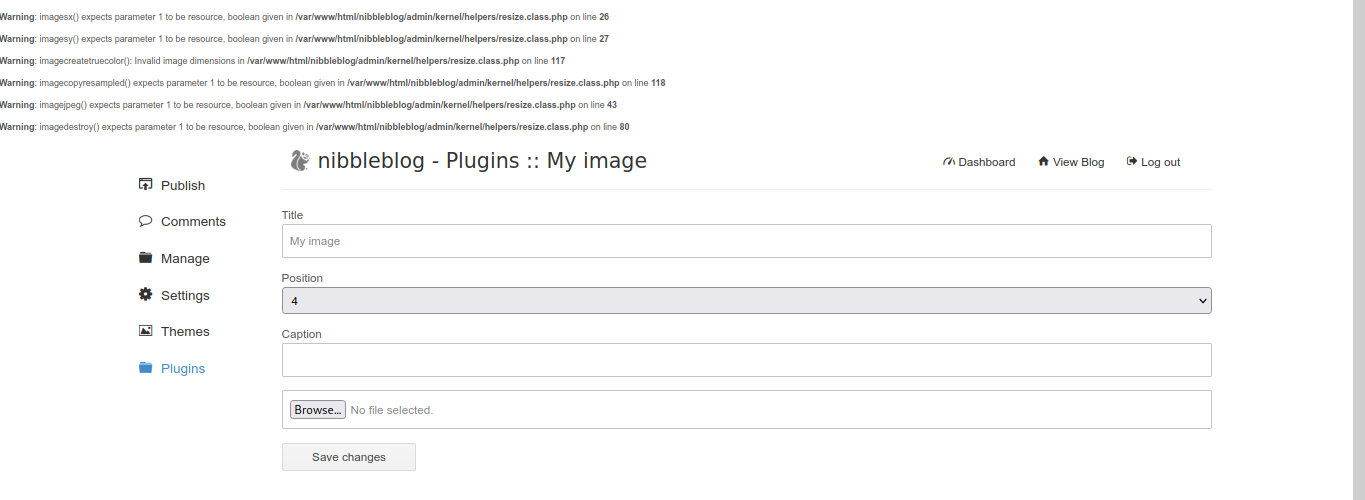 Warning: imagesx() expects parameter 1 to be resource, boolean given in /var/www/html/nibbleblog/admin/kernel/helpers/resize.class.php on line 26
Warning: imagesy() expects parameter 1 to be resource, boolean given in /var/www/html/nibbleblog/admin/kernel/helpers/resize.class.php on line 27
Warning: imagecreatetruecolor(): Invalid image dimensions in /var/www/html/nibbleblog/admin/kernel/helpers/resize.class.php on line 117
Warning: imagecopyresampled() expects parameter 1 to be resource, boolean given in /var/www/html/nibbleblog/admin/kernel/helpers/resize.class.php on line 118
Warning: imagejpeg() expects parameter 1 to be resource, boolean given in /var/www/html/nibbleblog/admin/kernel/helpers/resize.class.php on line 43
Warning: imagedestroy() expects parameter 1 to be resource, boolean given in /var/www/html/nibbleblog/admin/kernel/helpers/resize.class.php on line 80
nibbleblog - Plugins :: My image
Dashboard View Blog Log out
Publish
Comments
Manage
Settings
Themes
Plugins
Title
My image
Position
4
Caption
Browse... No file selected.
Save changes